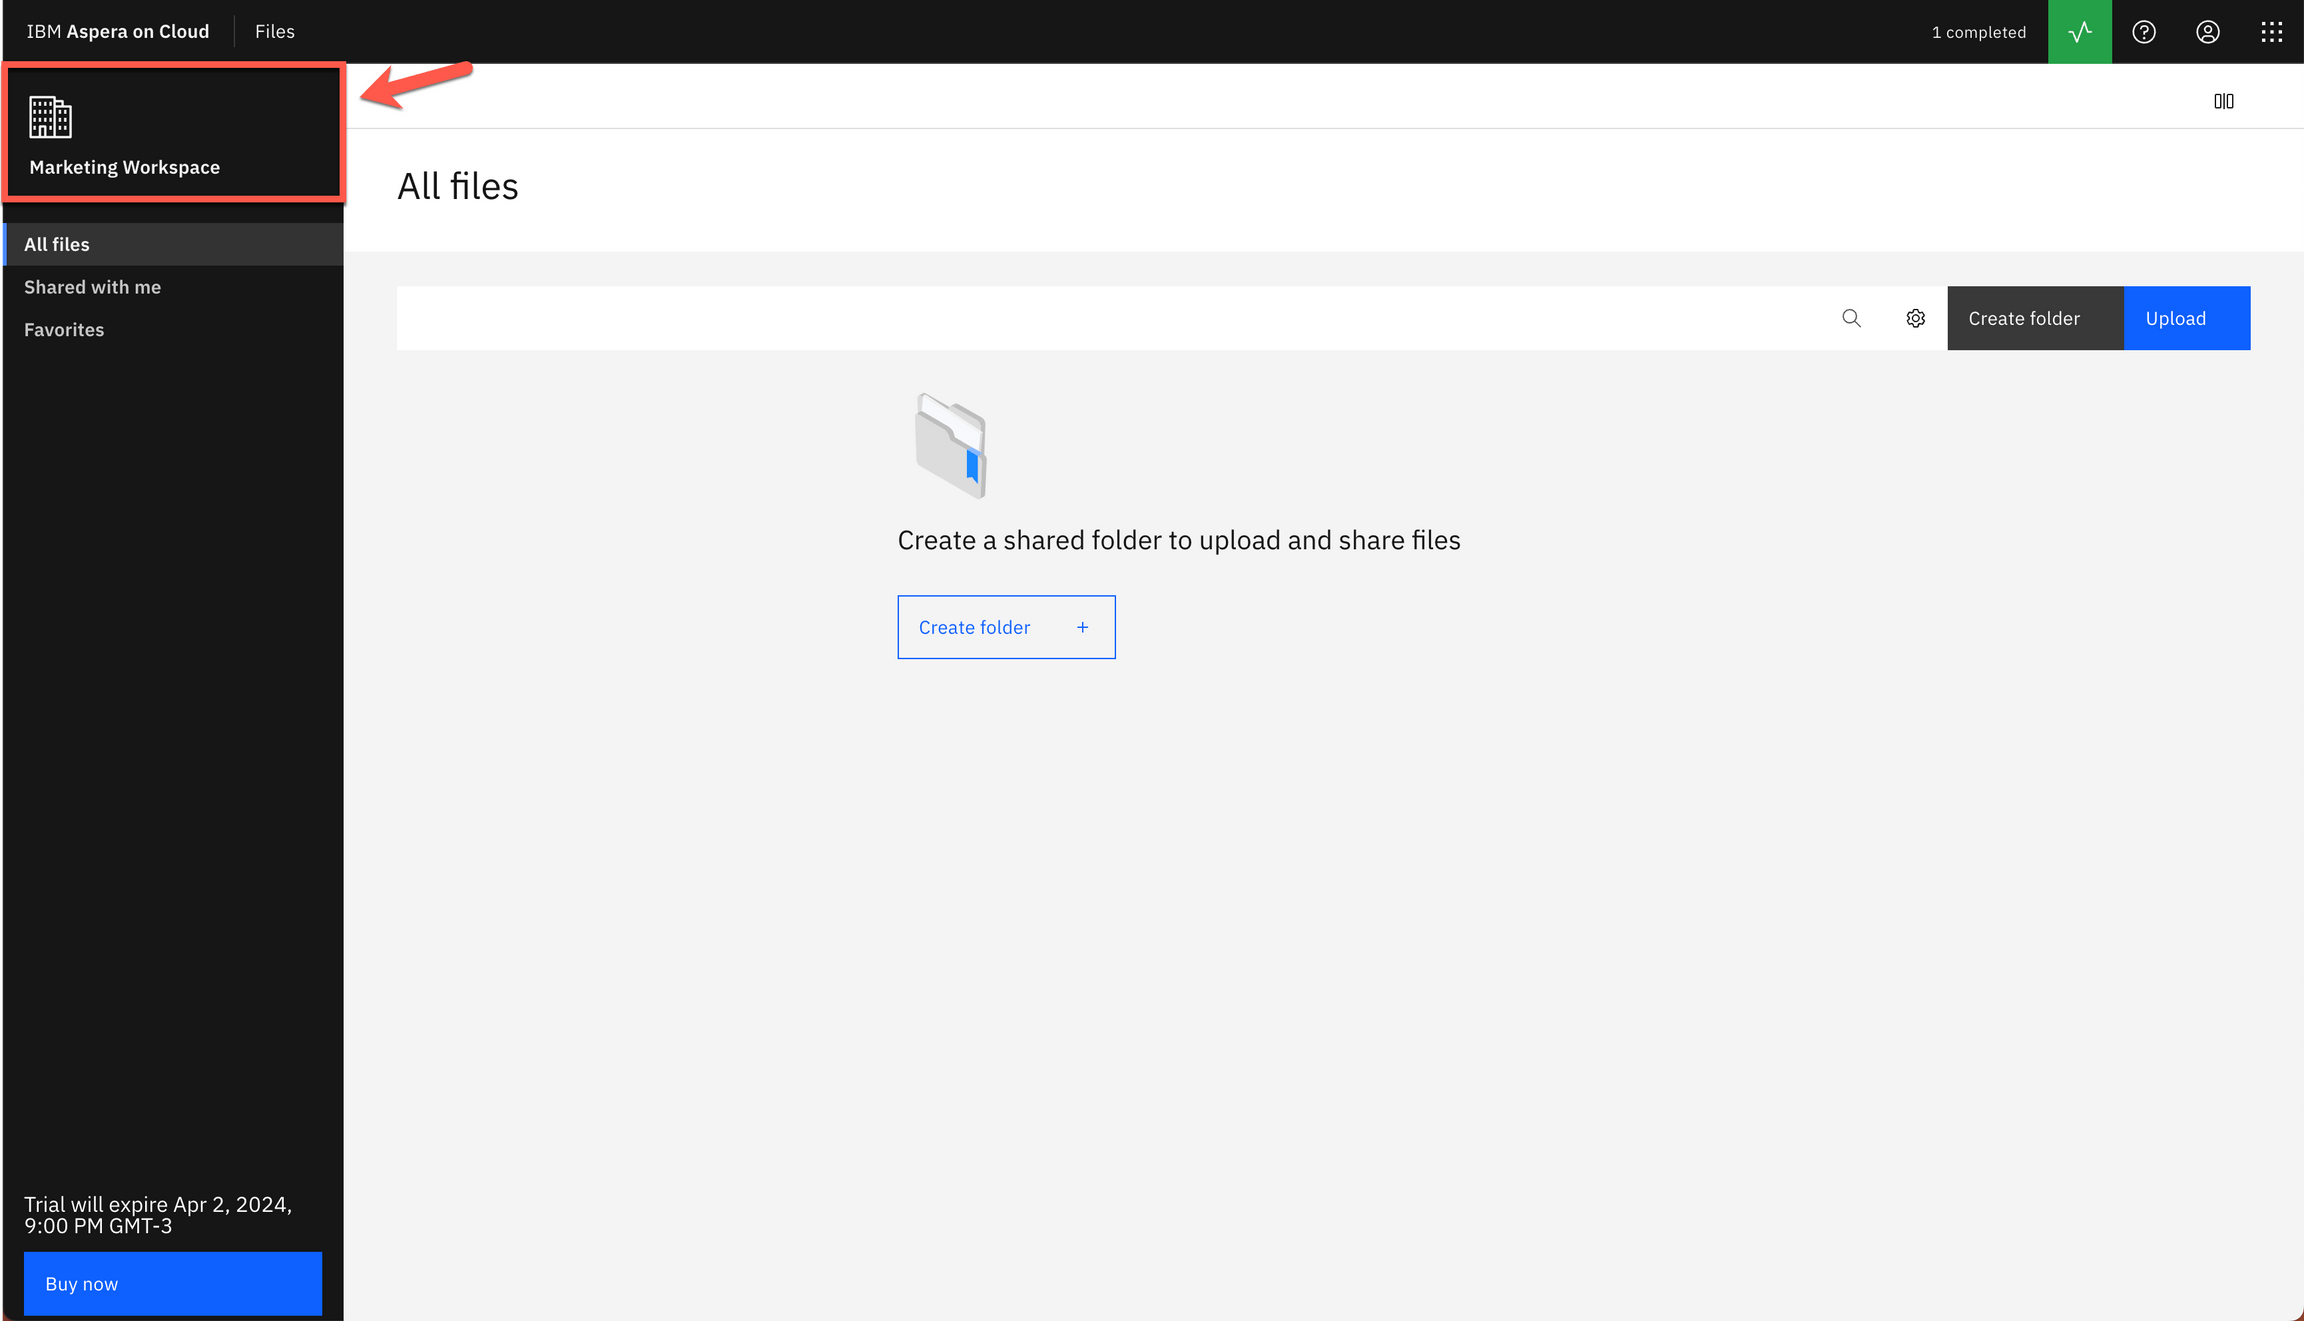 IBM Aspera on Cloud
Files
1 completed
Marketing Workspace
All files
Shared with me
Favorites
All files
Create folder
Upload
Create a shared folder to upload and share files
Create folder +
Trial will expire Apr 2, 2024,
9:00 PM GMT-3
Buy now